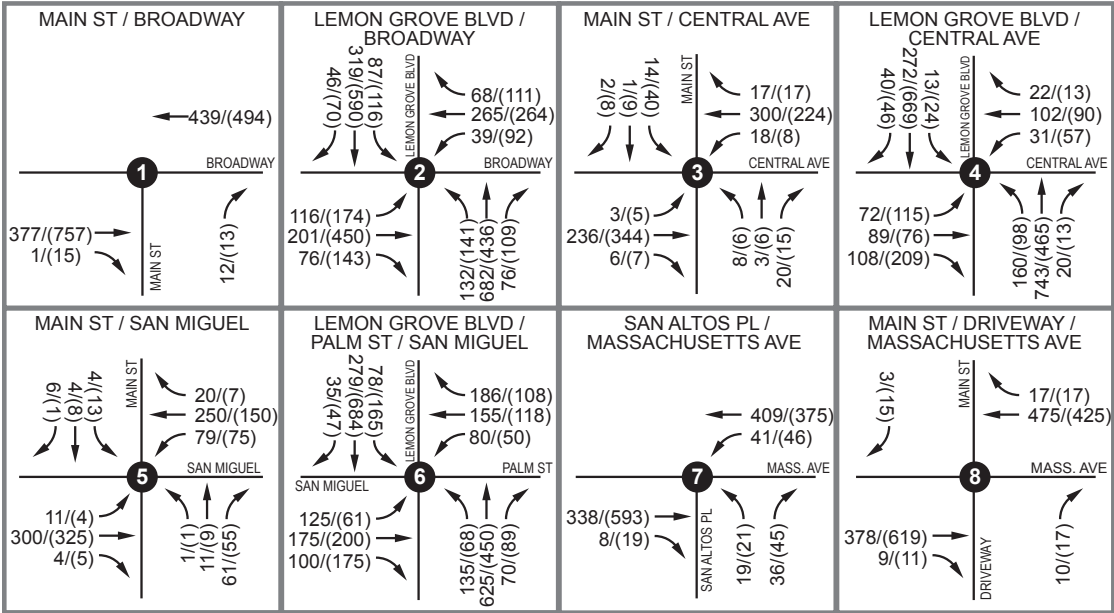 MAIN ST / BROADWAY
439/(494)
BROADWAY
1
377/(757)
1/(15)
MAIN ST
12/(13)
LEMON GROVE BLVD /
BROADWAY
46/(70)
319/(590)
87/(116)
LEMON GROVE BLVD
68/(111)
265/(264)
39/(92)
BROADWAY
2
116/(174)
201/(450)
76/(143)
132/(141)
682/(436)
76/(109)
MAIN ST / CENTRAL AVE
2/(8)
1/(9)
14/(40)
MAIN ST
17/(17)
300/(224)
18/(8)
CENTRAL AVE
3
3/(5)
236/(344)
6/(7)
8/(6)
3/(6)
20/(15)
LEMON GROVE BLVD /
CENTRAL AVE
40/(46)
272/(669)
13/(24)
LEMON GROVE BLVD
22/(13)
102/(90)
31/(57)
CENTRAL AVE
4
72/(115)
89/(76)
108/(209)
160/(98)
743/(465)
20/(13)
MAIN ST / SAN MIGUEL
6/(1)
4/(8)
4/(13)
MAIN ST
20/(7)
250/(150)
79/(75)
SAN MIGUEL
5
11/(4)
300/(325)
4/(5)
1/(1)
11/(9)
61/(55)
LEMON GROVE BLVD /
PALM ST / SAN MIGUEL
35/(47)
279/(684)
78/(165)
LEMON GROVE BLVD
186/(108)
155/(118)
80/(50)
PALM ST
6
SAN MIGUEL
125/(61)
175/(200)
100/(175)
135/(68)
625/(450)
70/(89)
SAN ALTOS PL /
MASSACHUSETTS AVE
409/(375)
41/(46)
MASS. AVE
7
338/(593)
8/(19)
SAN ALTOS PL
19/(21)
36/(45)
MAIN ST / DRIVEWAY /
MASSACHUSETTS AVE
3/(15)
MAIN ST
17/(17)
475/(425)
MASS. AVE
8
378/(619)
9/(11)
DRIVEWAY
10/(17)